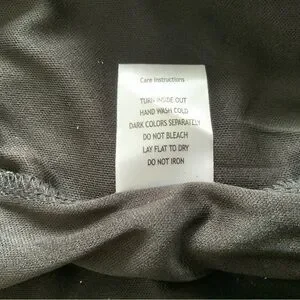 Care Instructions
TURN INSIDE OUT
HAND WASH COLD
DARK COLORS SEPARATELY
DO NOT BLEACH
LAY FLAT TO DRY
DO NOT IRON